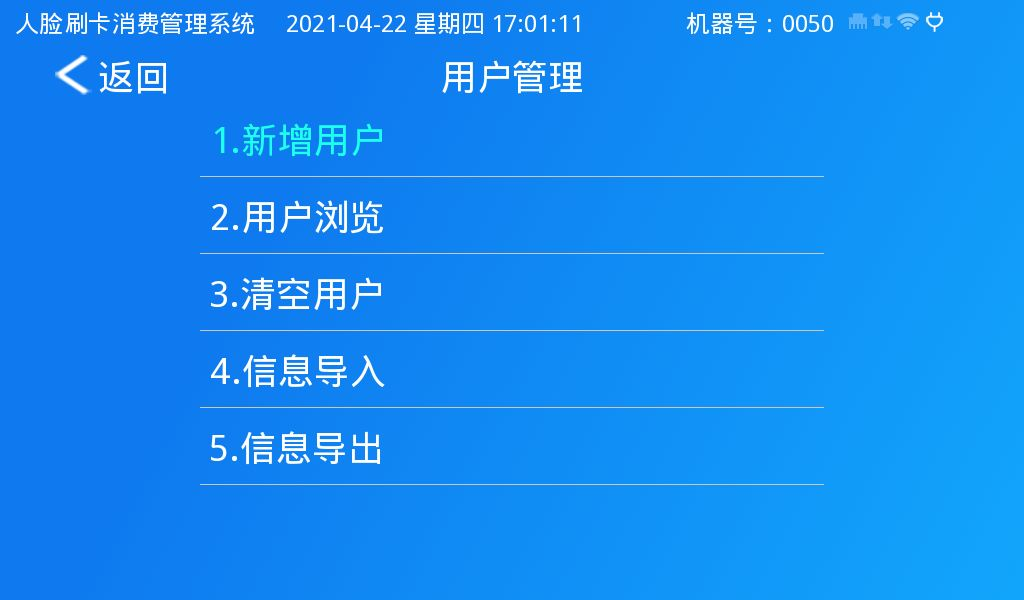 人脸刷卡消费管理系统 2021-04-22 星期四 17:01:11 机器号：0050
返回 用户管理
1.新增用户
2.用户浏览
3.清空用户
4.信息导入
5.信息导出